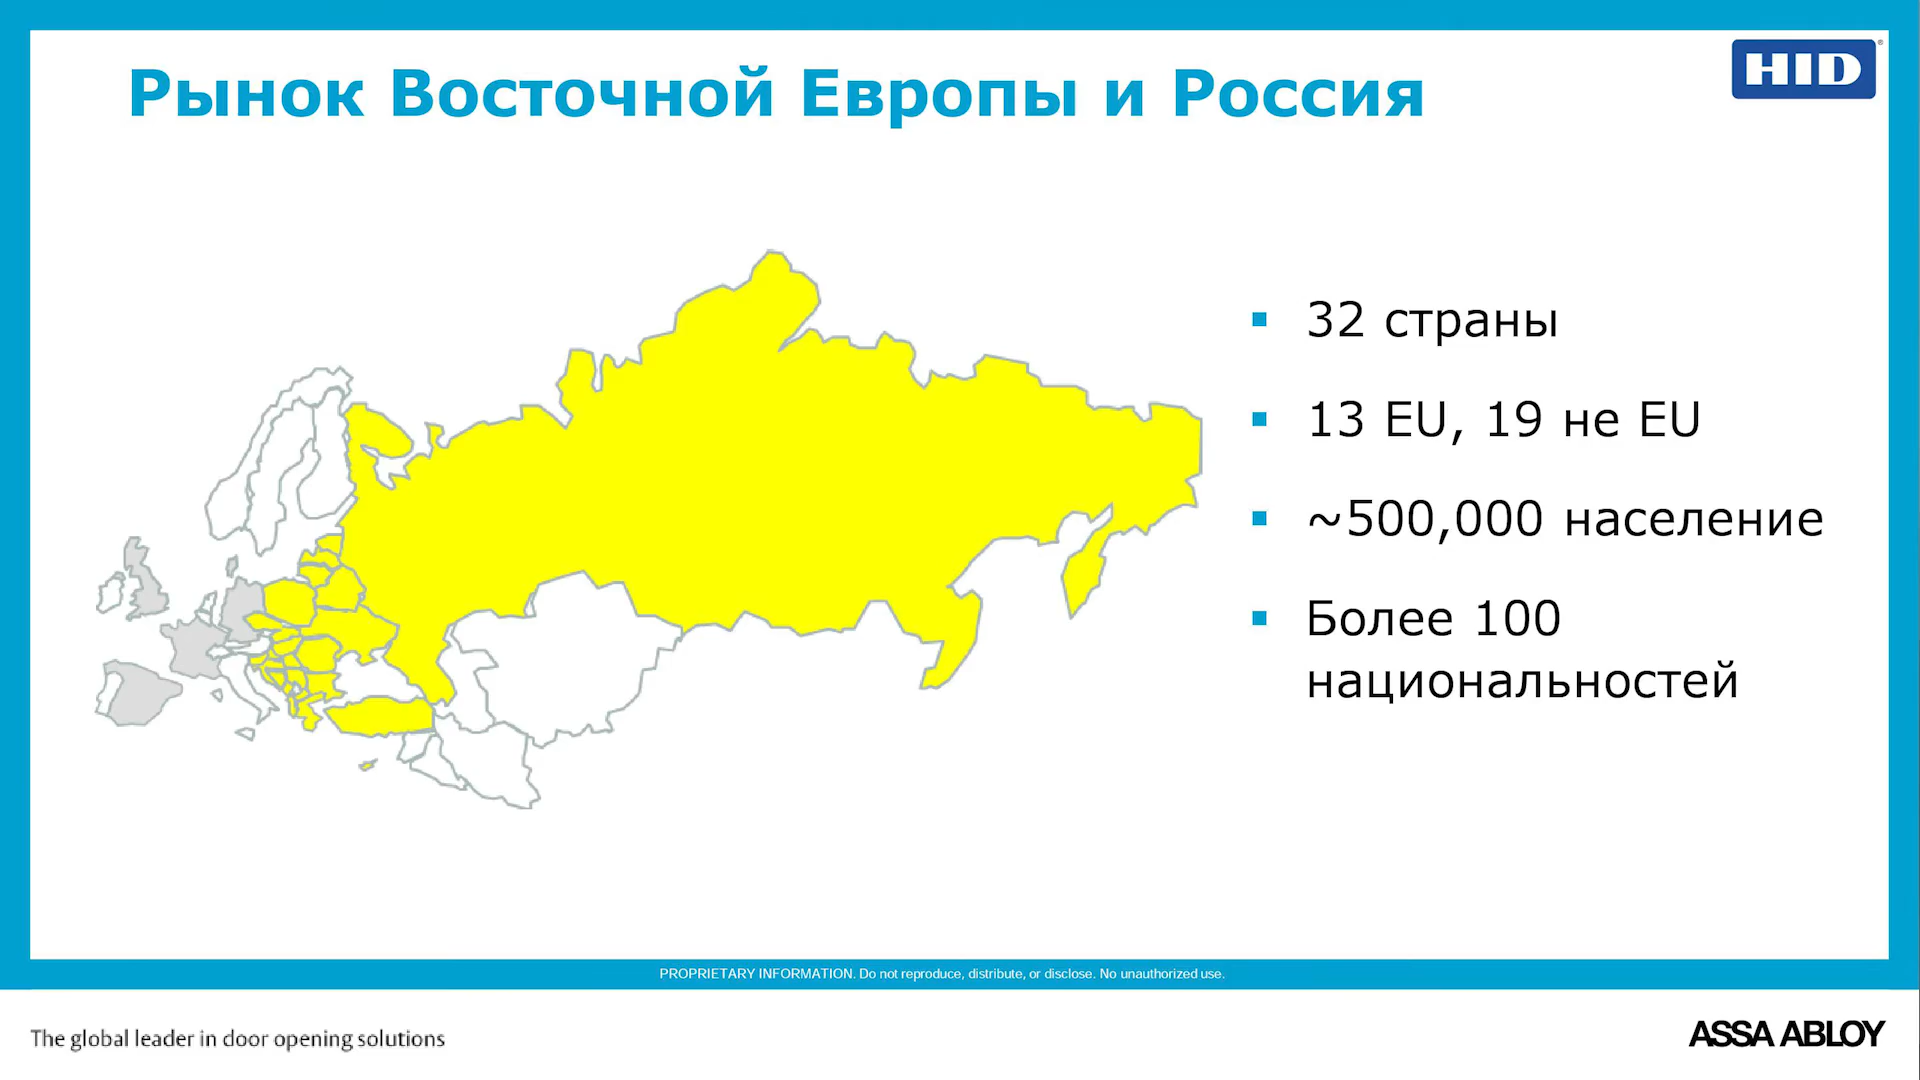 Рынок Восточной Европы и Россия
HID
®
32 страны
13 EU, 19 не EU
~500,000 население
Более 100
национальностей
PROPRIETARY INFORMATION. Do not reproduce, distribute, or disclose. No unauthorized use.
The global leader in door opening solutions
ASSA ABLOY